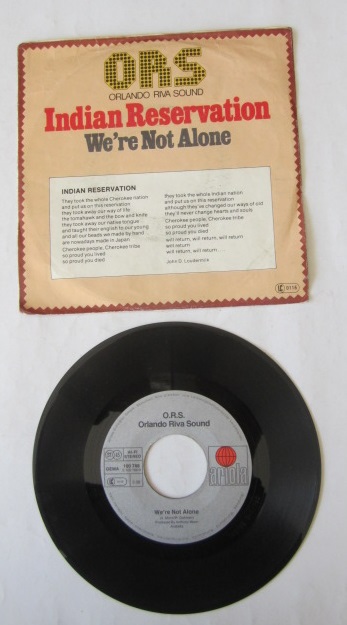 ORS
ORLANDO RIVA SOUND
Indian Reservation
We're Not Alone
INDIAN RESERVATION
They took the whole Cherokee nation
and put us on this reservation
they took away our way of life
the tomahawk and the bow and knife
they took away our native tongue
and taught their english to our young
and all our beads we made by hand
are nowadays made in Japan
Cherokee people, Cherokee tribe
so proud you lived
so proud you died
they took the whole Indian nation
and put us on this reservation
although they've changed our ways of old
they'll never change hearts and souls
Cherokee people, Cherokee tribe
so proud you lived
so proud you died
will return, will return, will return
will return
will return...
John D. Loudermilk
O.R.S.
Orlando Riva Sound
ariola
We're Not Alone